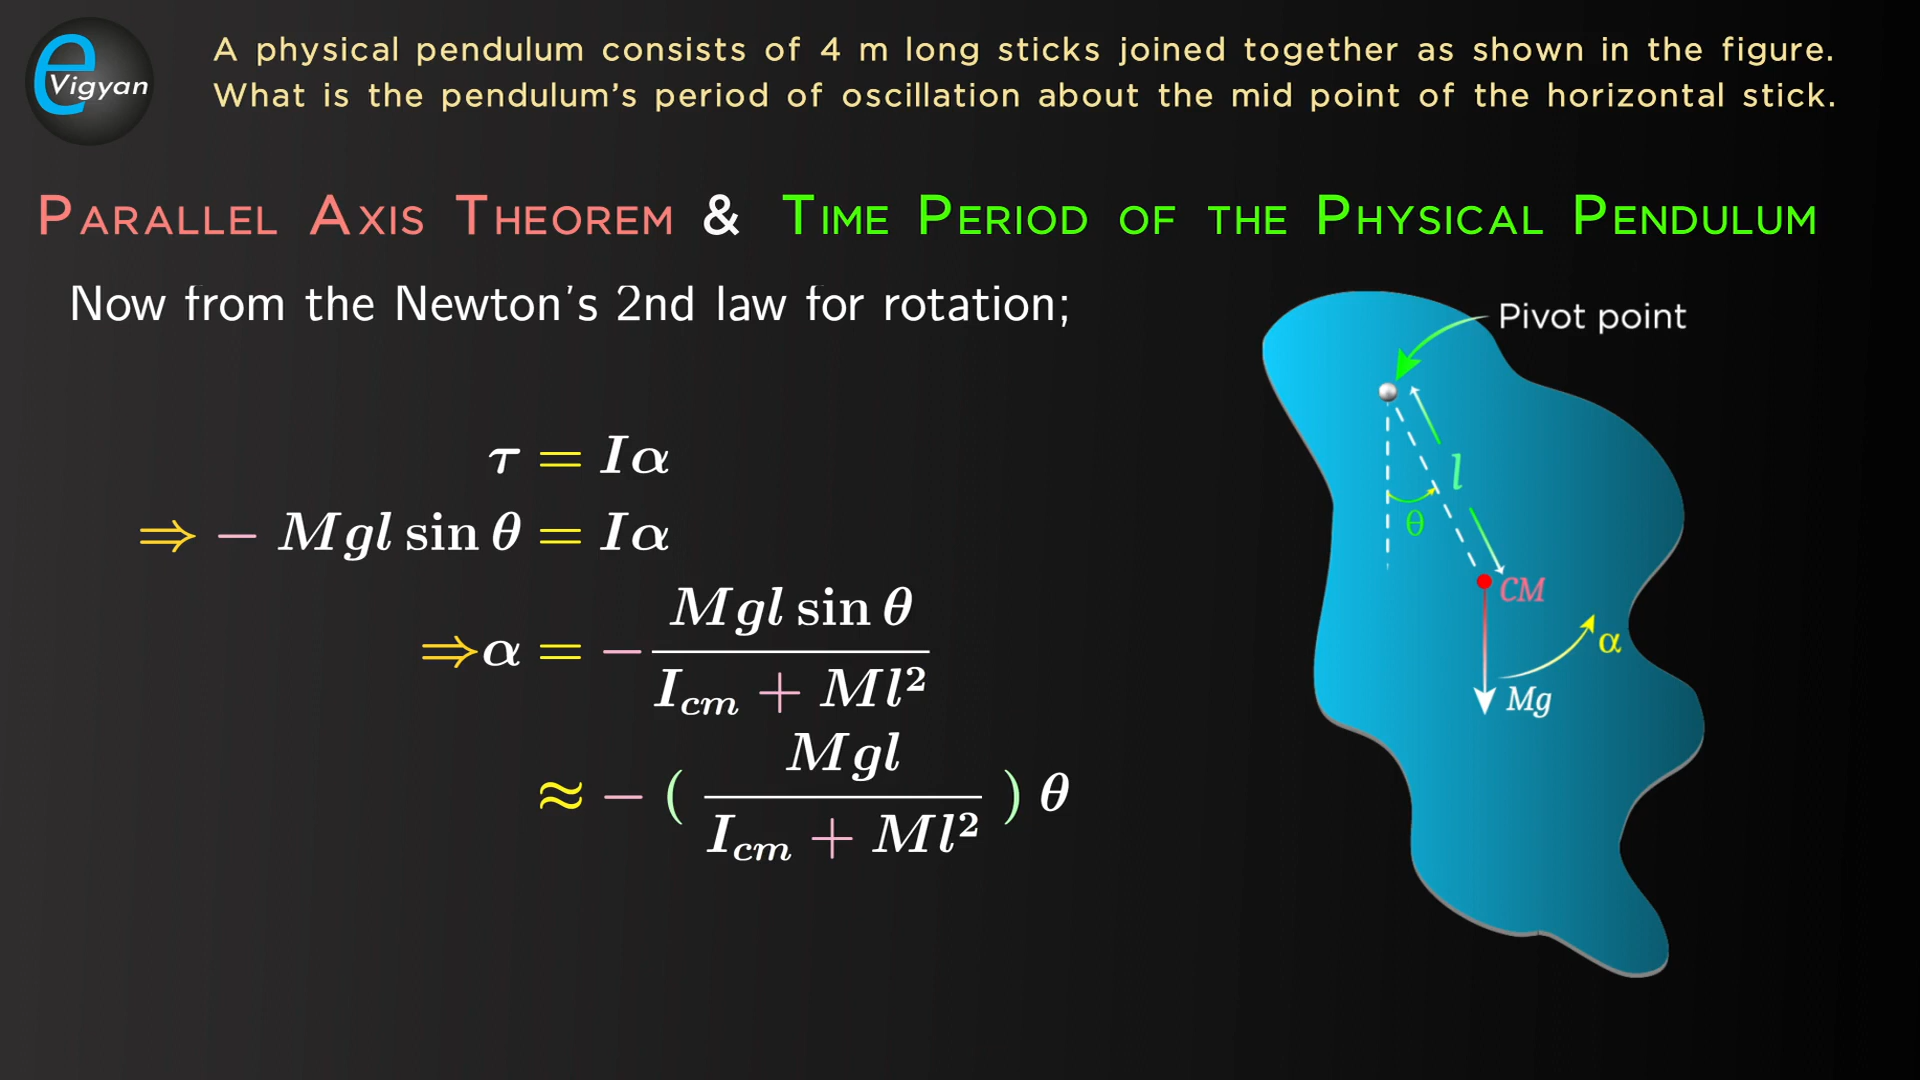 e
Vigyan
A physical pendulum consists of 4 m long sticks joined together as shown in the figure.
What is the pendulum's period of oscillation about the mid point of the horizontal stick.
PARALLEL AXIS THEOREM & TIME PERIOD OF THE PHYSICAL PENDULUM
Now from the Newton's 2nd law for rotation;
τ = Iα
⇒ − Mgl sin θ = Iα
⇒ α = − Mgl sin θ / (I_cm + Ml²)
≈ − ( Mgl / (I_cm + Ml²) ) θ
Pivot point
l
θ
CM
α
Mg